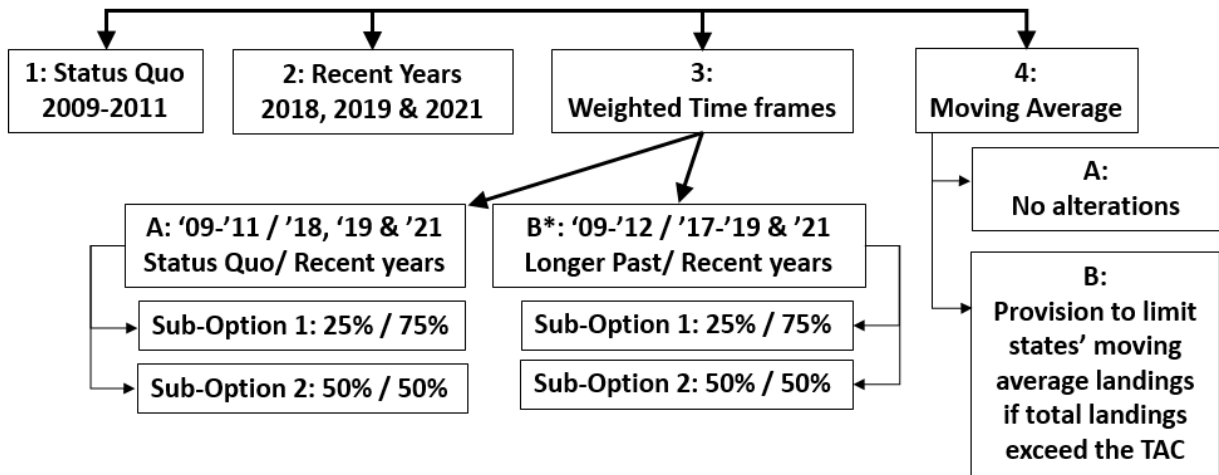 1: Status Quo
2009-2011
2: Recent Years
2018, 2019 & 2021
3:
Weighted Time frames
4:
Moving Average
A: ‘09-’11 / ’18, ‘19 & ’21
Status Quo/ Recent years
Sub-Option 1: 25% / 75%
Sub-Option 2: 50% / 50%
B*: ‘09-’12 / ’17-’19 & ’21
Longer Past/ Recent years
Sub-Option 1: 25% / 75%
Sub-Option 2: 50% / 50%
A:
No alterations
B:
Provision to limit
states’ moving
average landings
if total landings
exceed the TAC